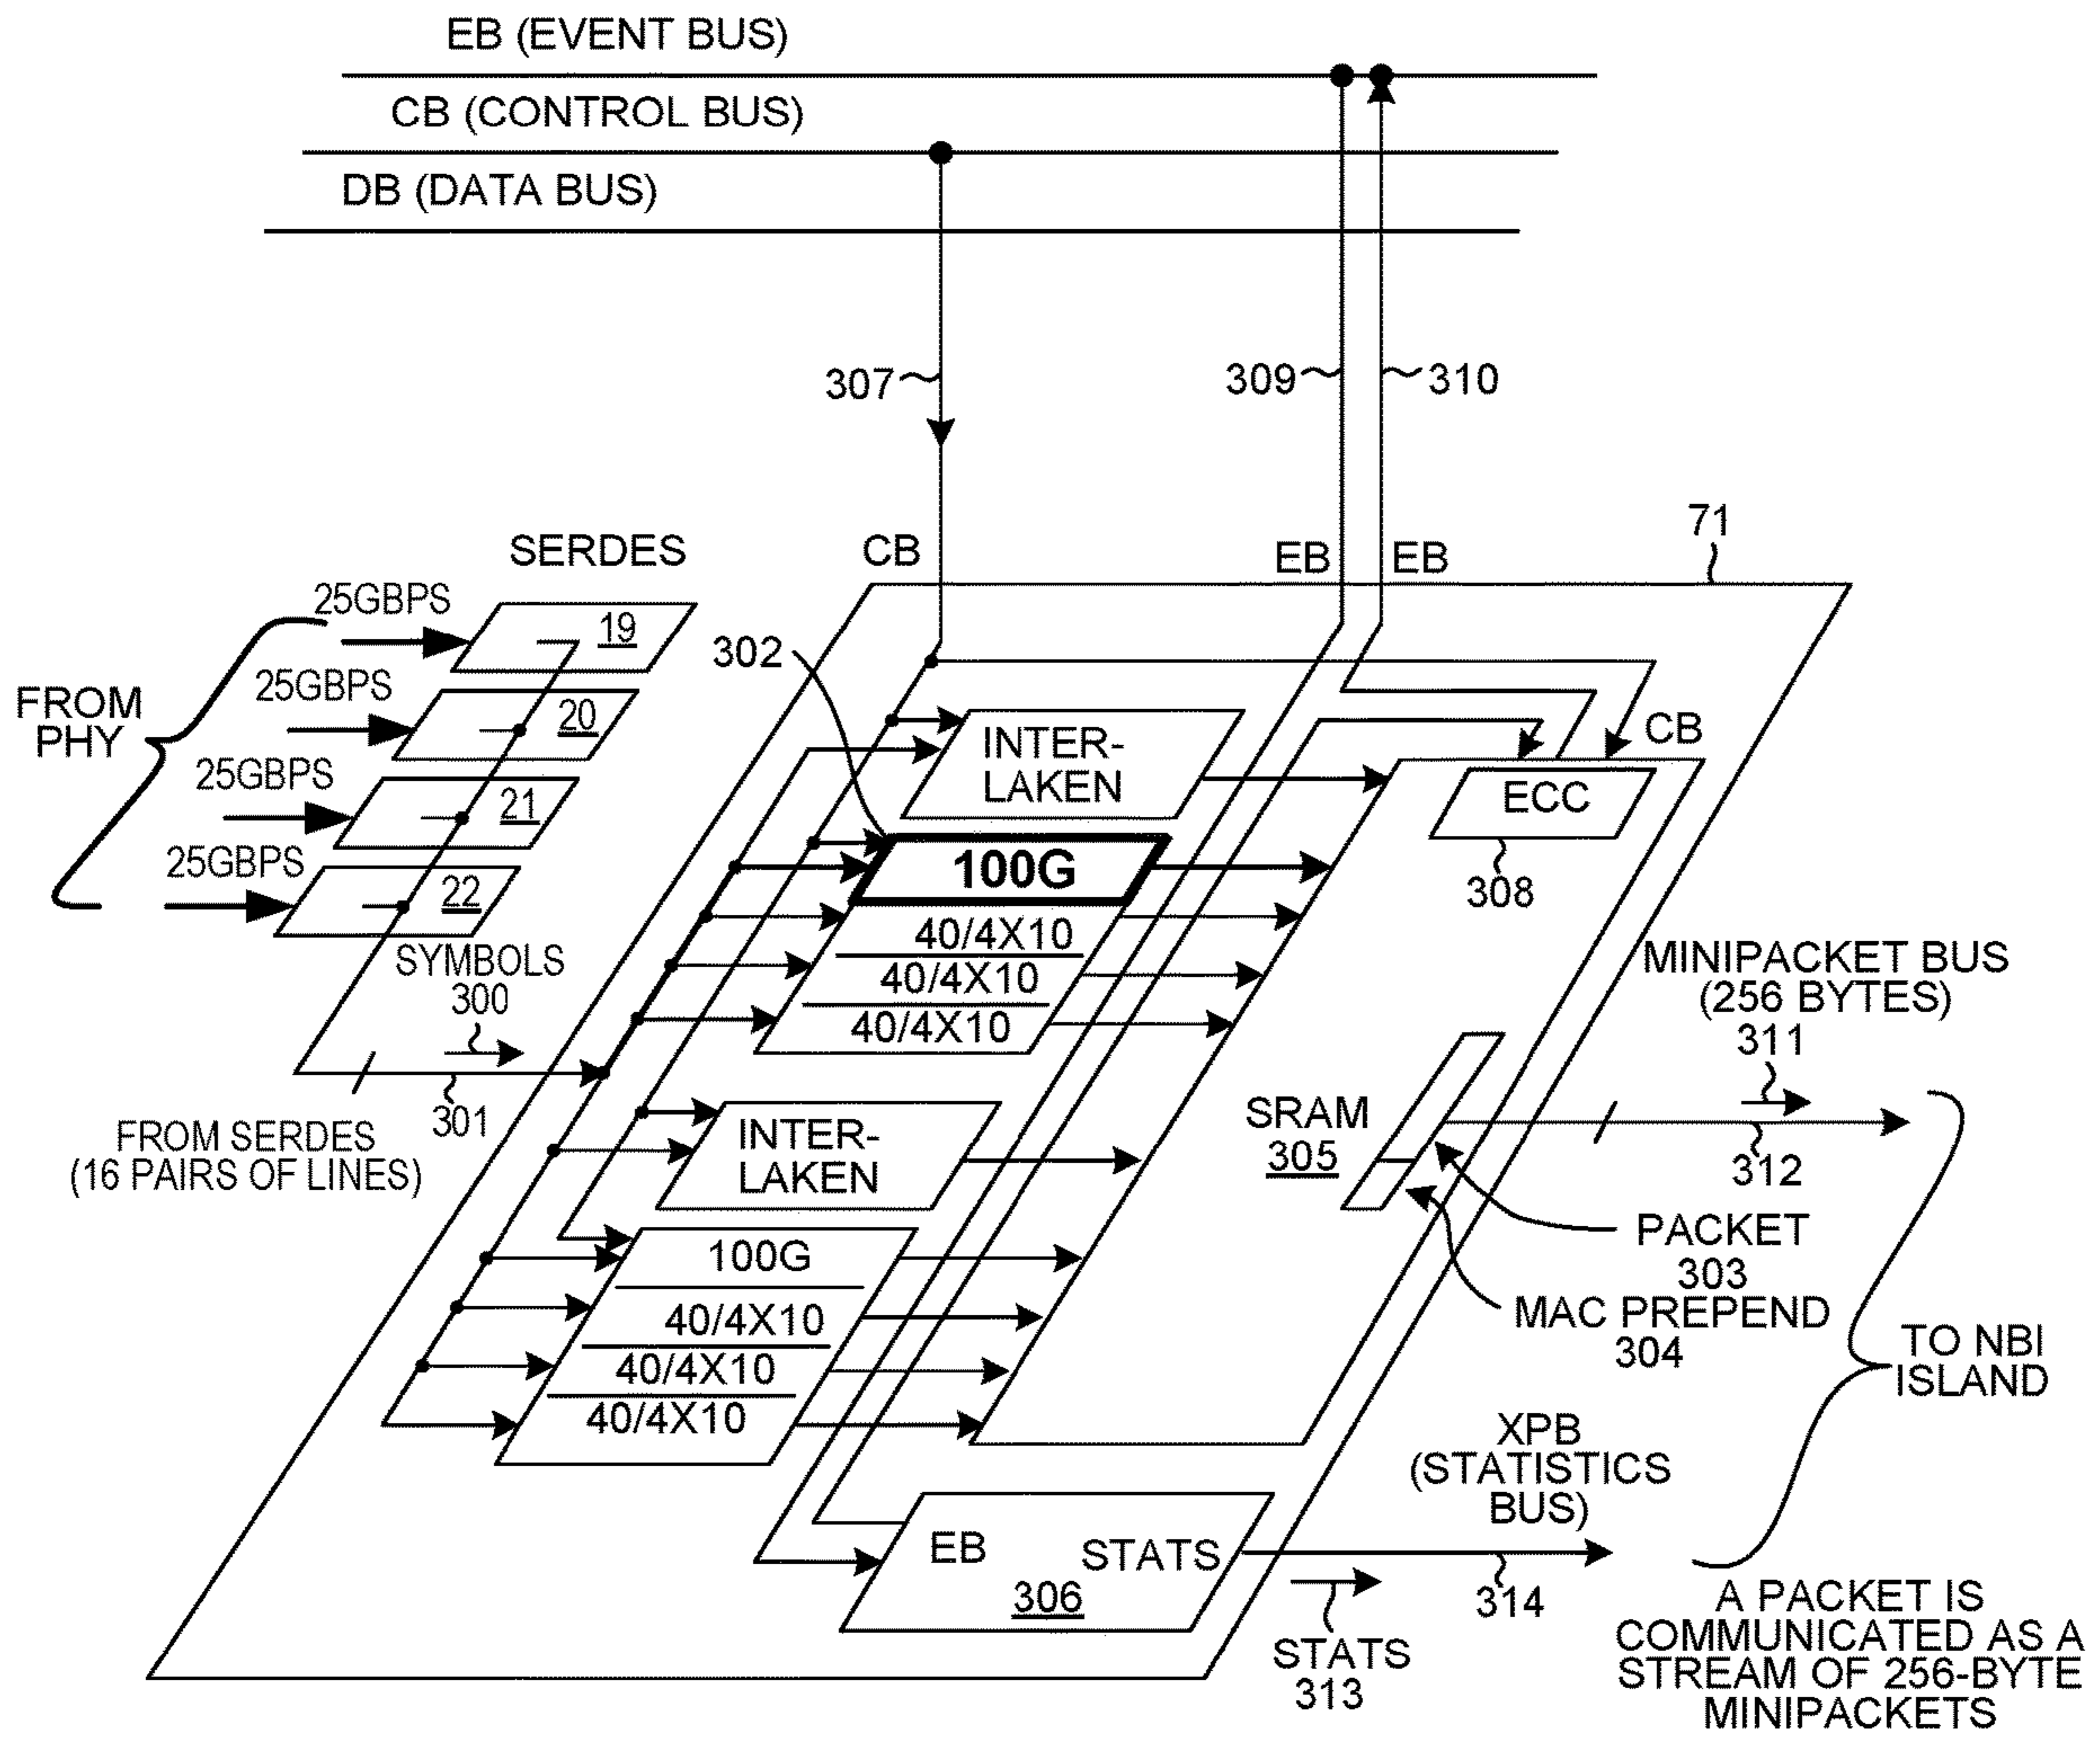 EB (EVENT BUS)
CB (CONTROL BUS)
DB (DATA BUS)
307
309
310
71
SERDES
CB
EB
EB
25GBPS
19
302
25GBPS
20
FROM
PHY
CB
INTER-
LAKEN
25GBPS
21
ECC
25GBPS
22
100G
308
40/4X10
40/4X10
40/4X10
SYMBOLS
300
MINIPACKET BUS
(256 BYTES)
311
301
FROM SERDES
(16 PAIRS OF LINES)
INTER-
LAKEN
SRAM
305
312
PACKET
303
MAC PREPEND
304
100G
40/4X10
40/4X10
40/4X10
TO NBI
ISLAND
XPB
(STATISTICS
BUS)
EB
STATS
306
314
STATS
313
A PACKET IS
COMMUNICATED AS A
STREAM OF 256-BYTE
MINIPACKETS